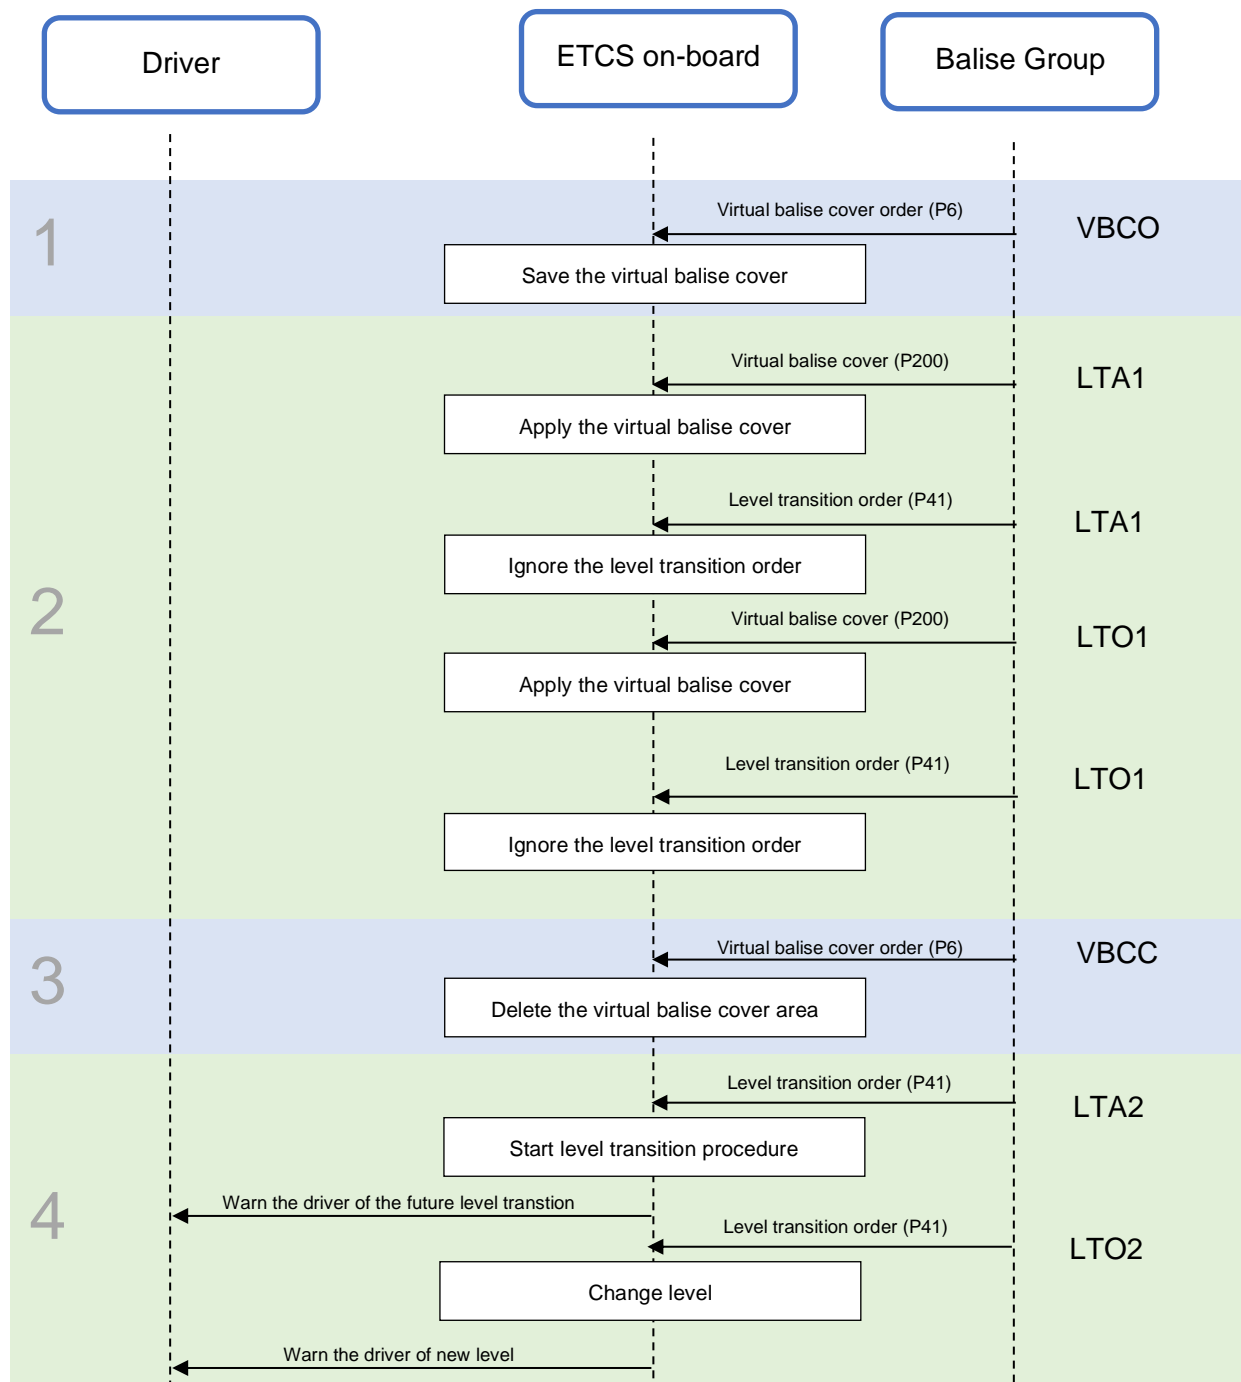 Driver
ETCS on-board
Balise Group
1
Virtual balise cover order (P6)
VBCO
Save the virtual balise cover
2
Virtual balise cover (P200)
LTA1
Apply the virtual balise cover
Level transition order (P41)
LTA1
Ignore the level transition order
Virtual balise cover (P200)
LTO1
Apply the virtual balise cover
Level transition order (P41)
LTO1
Ignore the level transition order
3
Virtual balise cover order (P6)
VBCC
Delete the virtual balise cover area
4
Level transition order (P41)
LTA2
Start level transition procedure
Warn the driver of the future level transtion
Level transition order (P41)
LTO2
Change level
Warn the driver of new level